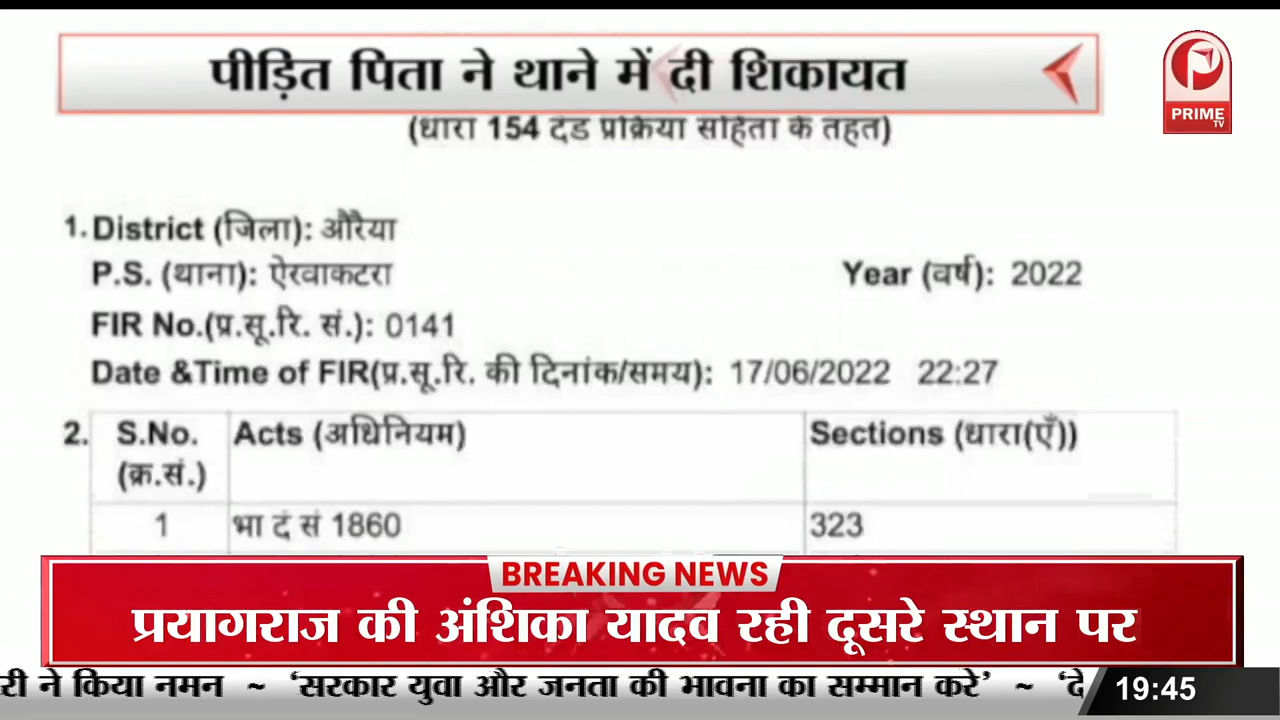 पीड़ित पिता ने थाने में दी शिकायत
PRIME
TV
(धारा 154 दंड प्रक्रिया संहिता के तहत)
1. District (जिला): औरैया
P.S. (थाना): ऐरवाकटरा
Year (वर्ष): 2022
FIR No.(प्र.सू.रि. सं.): 0141
Date &Time of FIR(प्र.सू.रि. की दिनांक/समय): 17/06/2022 22:27
2. S.No. Acts (अधिनियम) Sections (धारा(एँ))
(क्र.सं.)
1 भा दं सं 1860 323
BREAKING NEWS
प्रयागराज की अंशिका यादव रही दूसरे स्थान पर
री ने किया नमन ~ ‘सरकार युवा और जनता की भावना का सम्मान करे’ ~ ‘दे
19:45